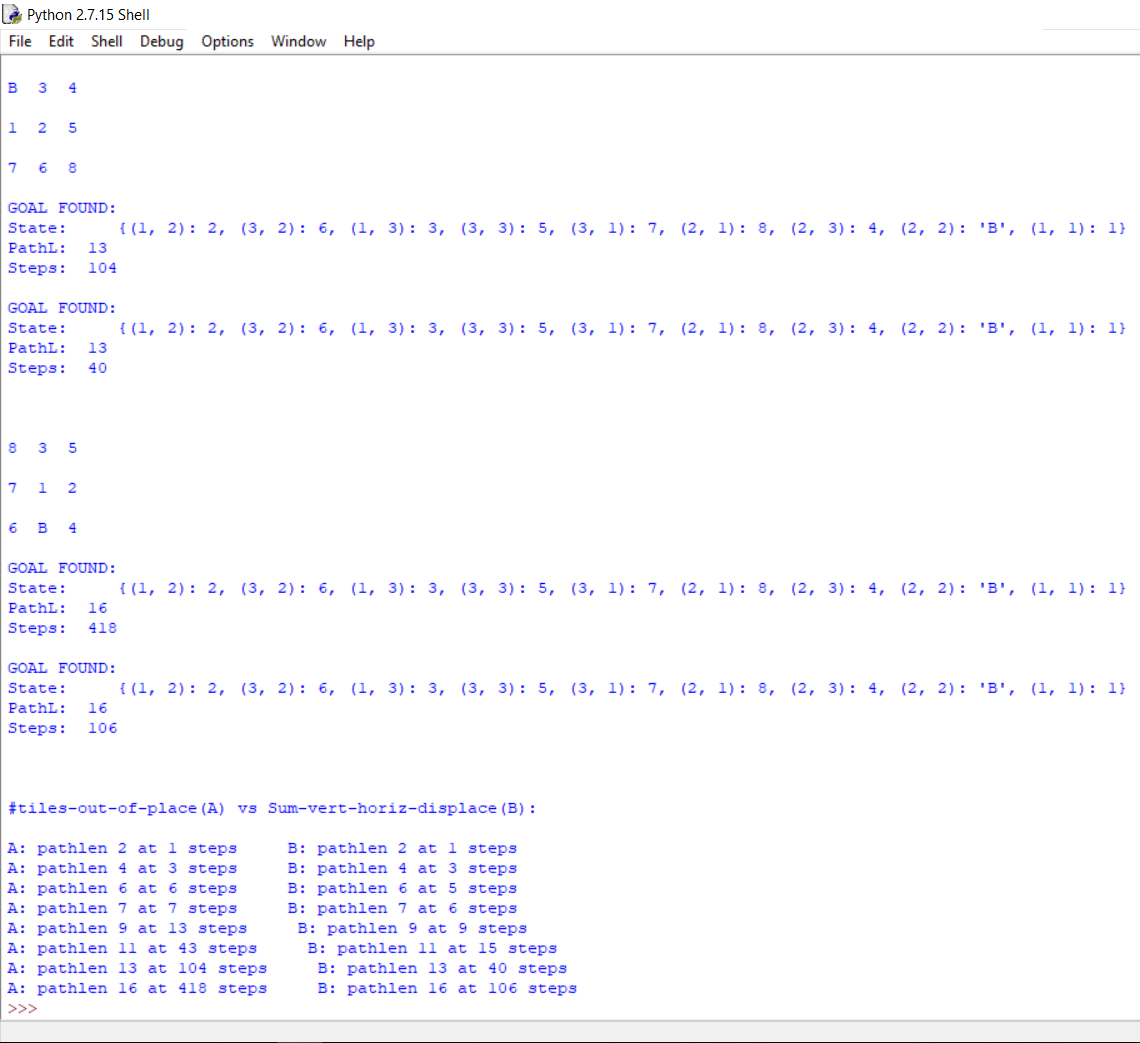 Python 2.7.15 Shell
File Edit Shell Debug Options Window Help
B 3 4
1 2 5
7 6 8
GOAL FOUND:
State: {(1, 2): 2, (3, 2): 6, (1, 3): 3, (3, 3): 5, (3, 1): 7, (2, 1): 8, (2, 3): 4, (2, 2): 'B', (1, 1): 1}
PathL: 13
Steps: 104
GOAL FOUND:
State: {(1, 2): 2, (3, 2): 6, (1, 3): 3, (3, 3): 5, (3, 1): 7, (2, 1): 8, (2, 3): 4, (2, 2): 'B', (1, 1): 1}
PathL: 13
Steps: 40
8 3 5
7 1 2
6 B 4
GOAL FOUND:
State: {(1, 2): 2, (3, 2): 6, (1, 3): 3, (3, 3): 5, (3, 1): 7, (2, 1): 8, (2, 3): 4, (2, 2): 'B', (1, 1): 1}
PathL: 16
Steps: 418
GOAL FOUND:
State: {(1, 2): 2, (3, 2): 6, (1, 3): 3, (3, 3): 5, (3, 1): 7, (2, 1): 8, (2, 3): 4, (2, 2): 'B', (1, 1): 1}
PathL: 16
Steps: 106
#tiles-out-of-place(A) vs Sum-vert-horiz-displace(B):
A: pathlen 2 at 1 steps B: pathlen 2 at 1 steps
A: pathlen 4 at 3 steps B: pathlen 4 at 3 steps
A: pathlen 6 at 6 steps B: pathlen 6 at 5 steps
A: pathlen 7 at 7 steps B: pathlen 7 at 6 steps
A: pathlen 9 at 13 steps B: pathlen 9 at 9 steps
A: pathlen 11 at 43 steps B: pathlen 11 at 15 steps
A: pathlen 13 at 104 steps B: pathlen 13 at 40 steps
A: pathlen 16 at 418 steps B: pathlen 16 at 106 steps
>>>